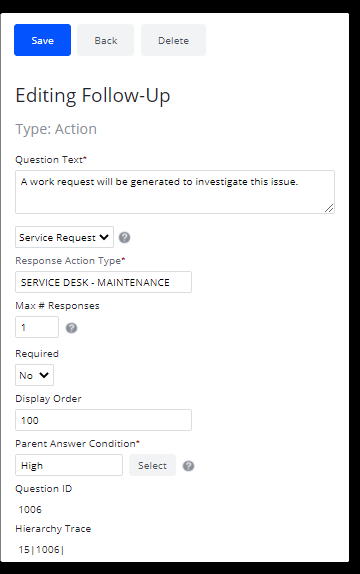 Save Back Delete
Editing Follow-Up
Type: Action
Question Text*
A work request will be generated to investigate this issue.
Service Request ?
Response Action Type*
SERVICE DESK - MAINTENANCE
Max # Responses
1 ?
Required
No
Display Order
100
Parent Answer Condition*
High Select ?
Question ID
1006
Hierarchy Trace
15|1006|